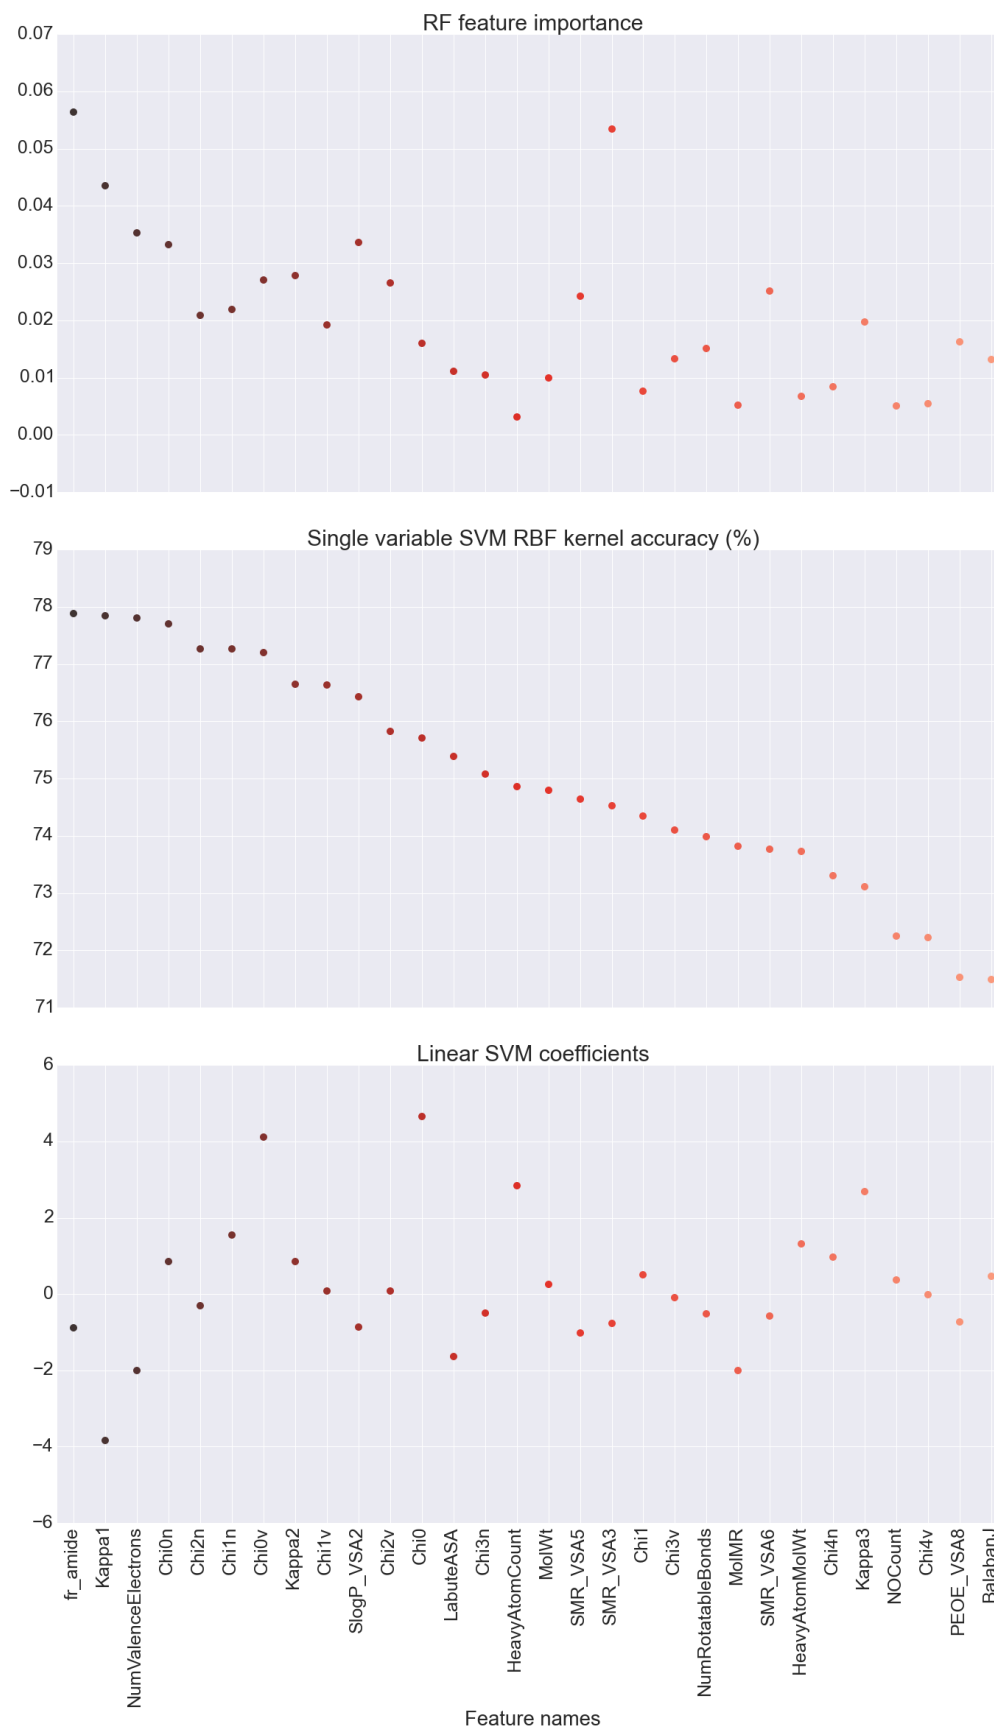 RF feature importance
0.07
0.06
0.05
0.04
0.03
0.02
0.01
0.00
−0.01
Single variable SVM RBF kernel accuracy (%)
79
78
77
76
75
74
73
72
71
Linear SVM coefficients
6
4
2
0
−2
−4
−6
fr_amide
Kappa1
NumValenceElectrons
Chi0n
Chi2n
Chi1n
Chi0v
Kappa2
Chi1v
SlogP_VSA2
Chi2v
Chi0
LabuteASA
Chi3n
HeavyAtomCount
MolWt
SMR_VSA5
SMR_VSA3
Chi1
Chi3v
NumRotatableBonds
MolMR
SMR_VSA6
HeavyAtomMolWt
Chi4n
Kappa3
NOCount
Chi4v
PEOE_VSA8
BalabanJ
Feature names